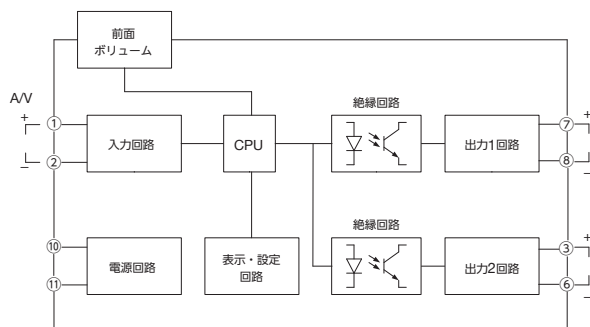 前面
ボリューム
A/V
+
①
−
②
入力回路
CPU
絶縁回路
出力1回路
⑦
+
⑧
−
⑩
⑪
電源回路
表示・設定
回路
絶縁回路
出力2回路
③
+
⑥
−